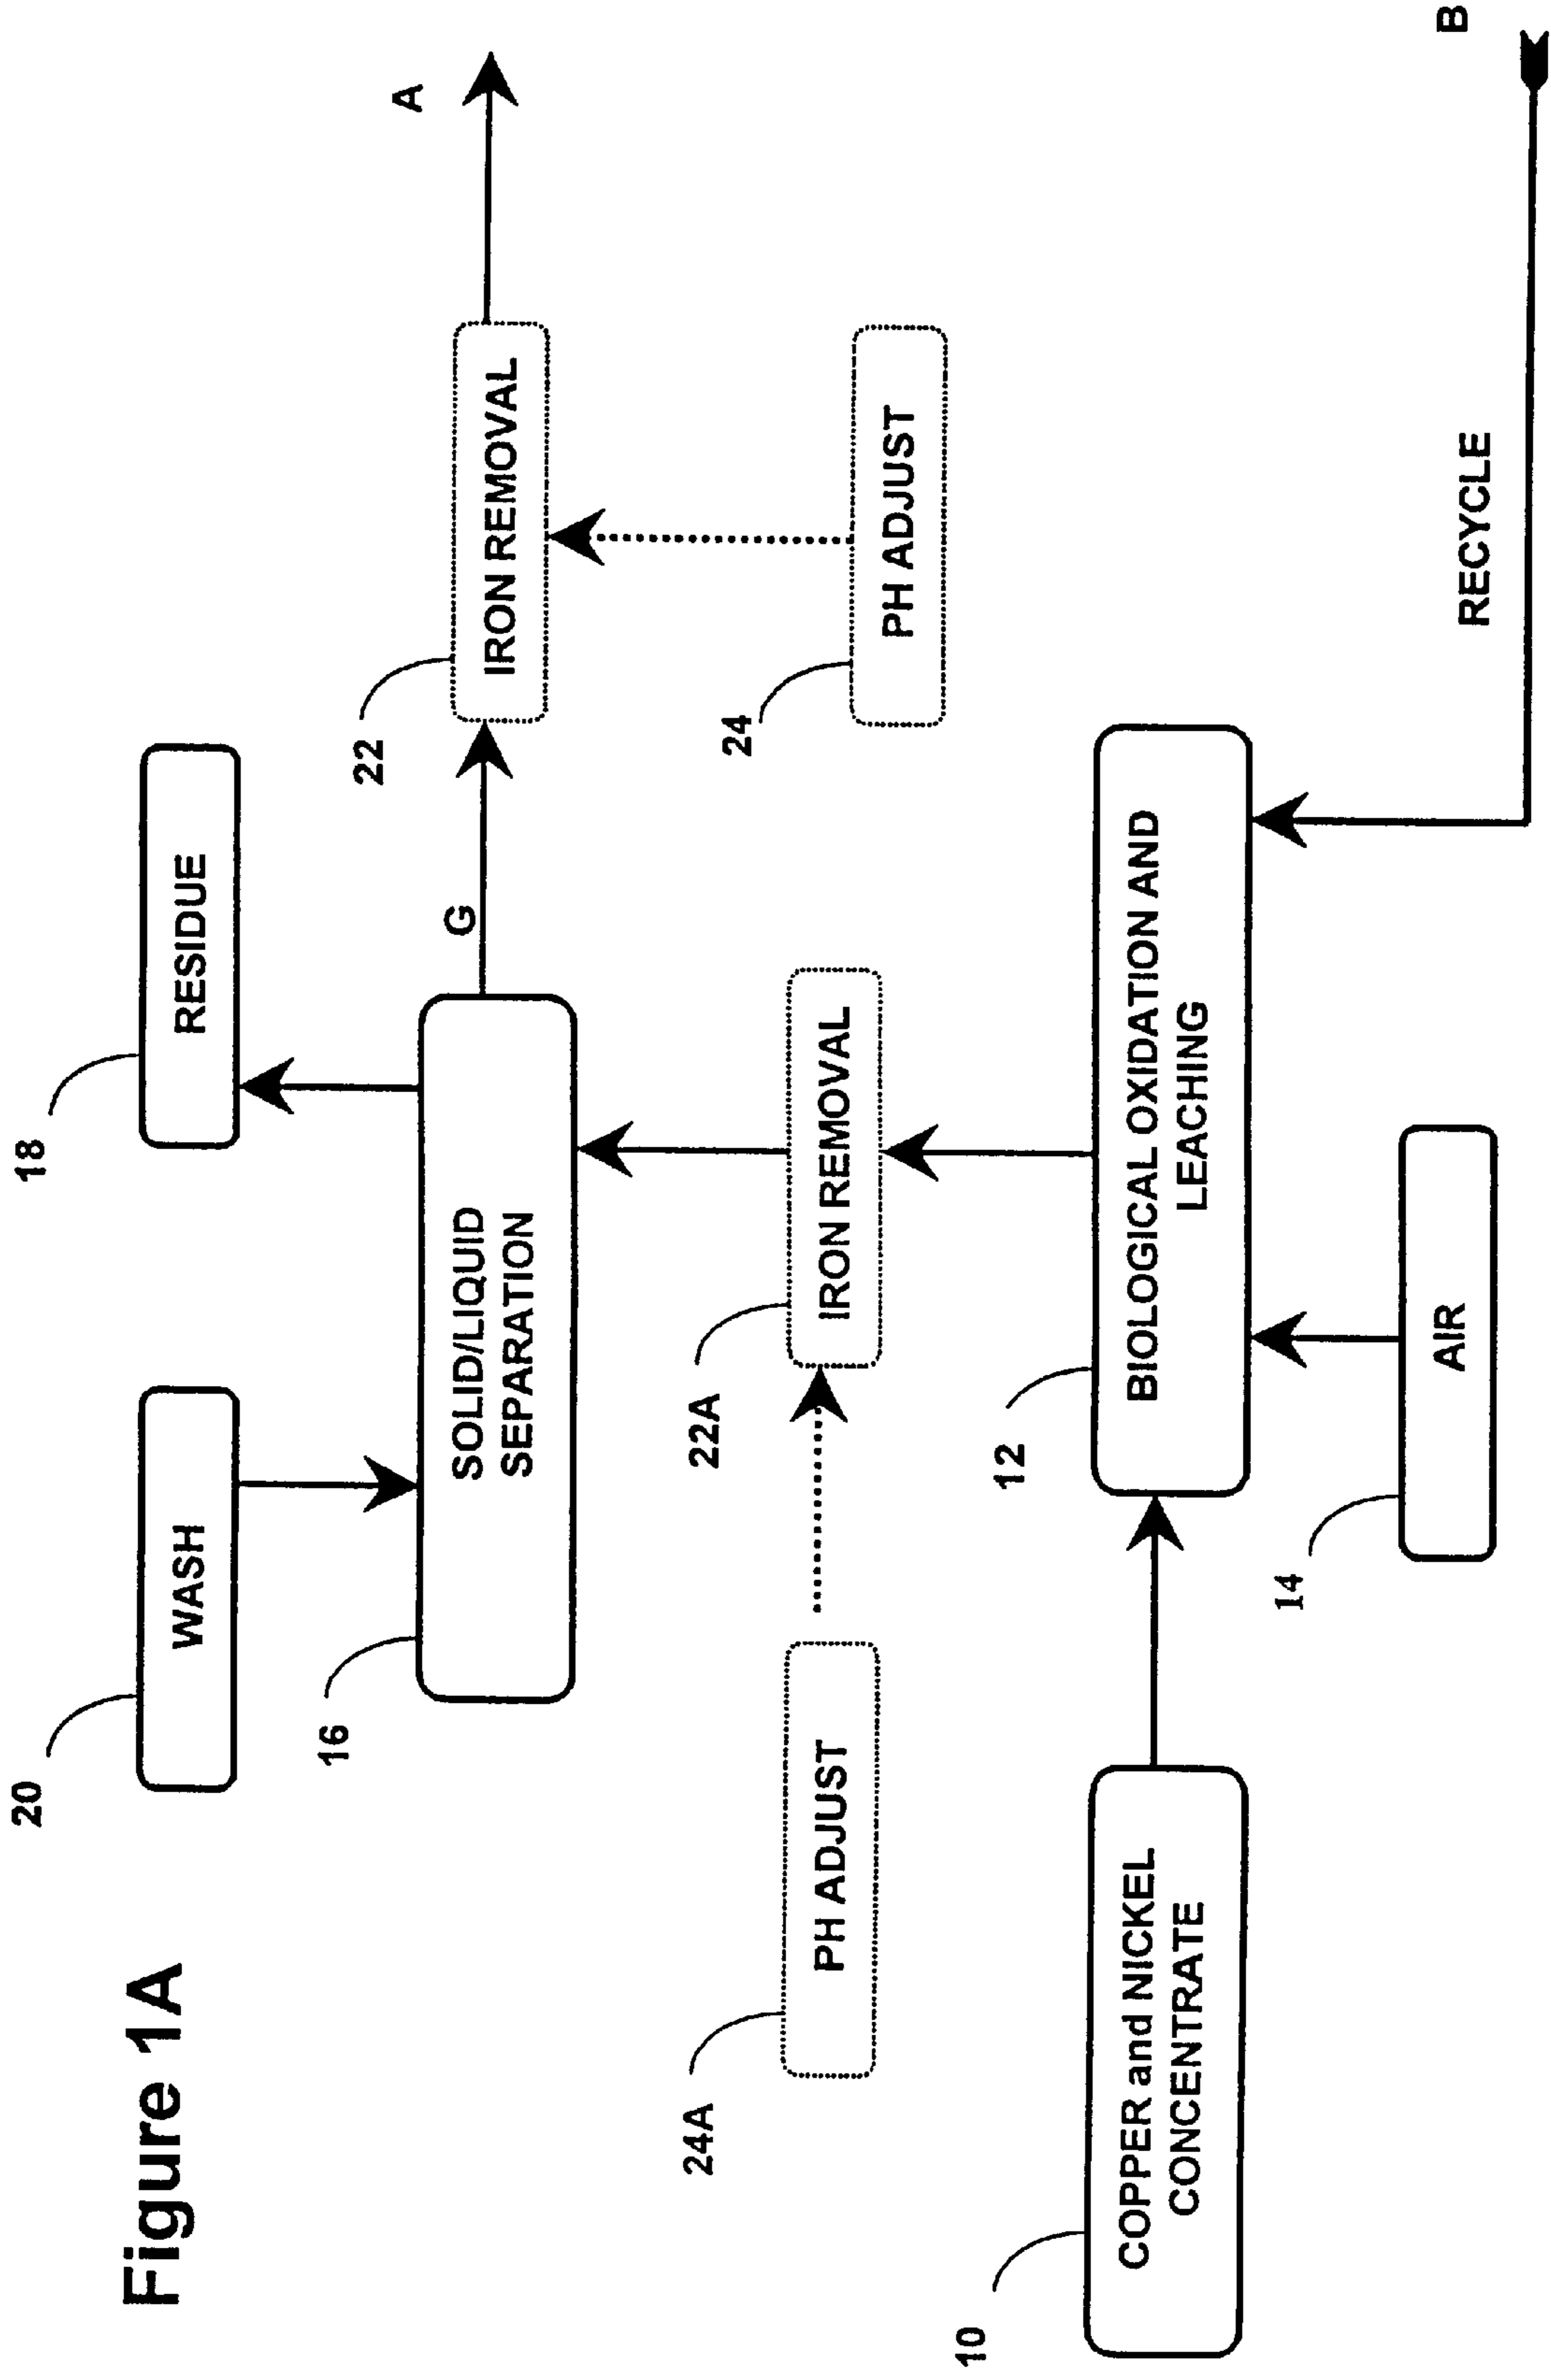 Figure 1A
20
WASH
18
RESIDUE
16
SOLID/LIQUID
SEPARATION
G
22
IRON REMOVAL
A
24A
PH ADJUST
22A
IRON REMOVAL
24
PH ADJUST
10
COPPER and NICKEL
CONCENTRATE
12
BIOLOGICAL OXIDATION AND
LEACHING
14
AIR
RECYCLE
B